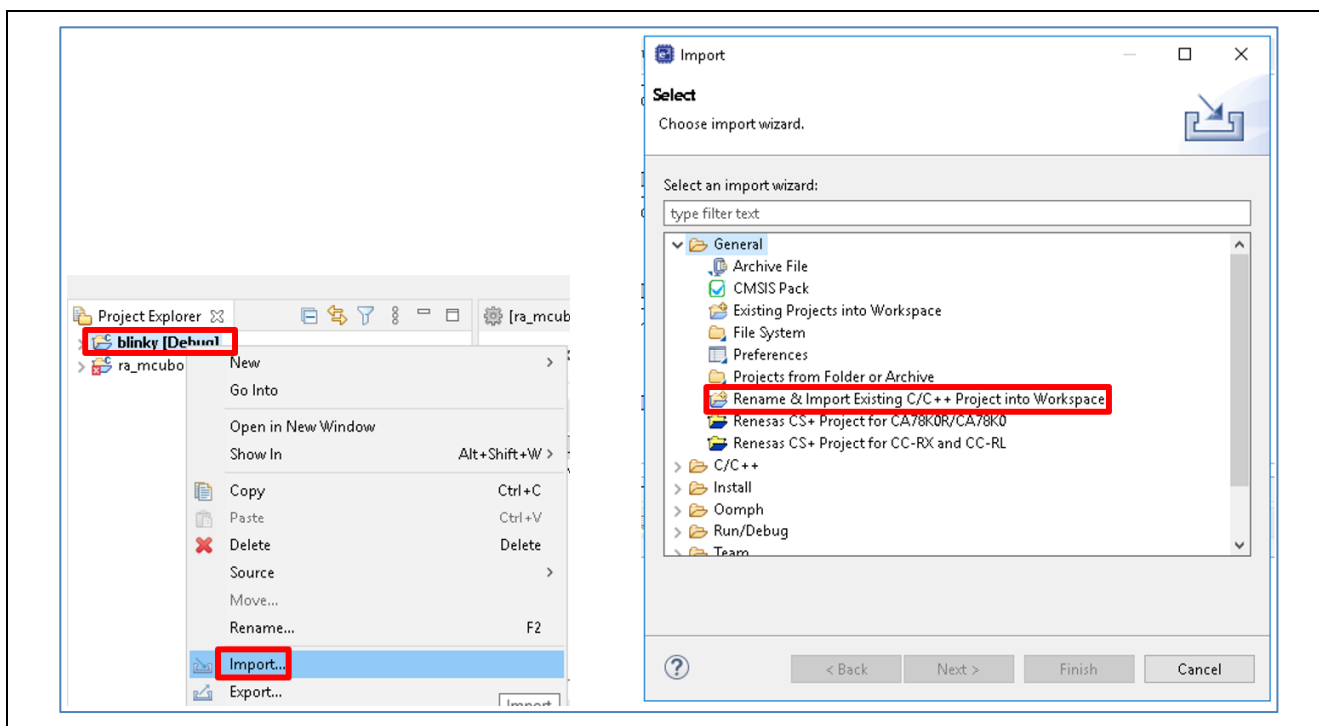 Project Explorer
[ra_mcub
blinky [Debug]
ra_mcubo
New
Go Into
Open in New Window
Show In Alt+Shift+W >
Copy Ctrl+C
Paste Ctrl+V
Delete Delete
Source
Move...
Rename... F2
Import...
Export...
Import
Import
Select
Choose import wizard.
Select an import wizard:
type filter text
General
Archive File
CMSIS Pack
Existing Projects into Workspace
File System
Preferences
Projects from Folder or Archive
Rename & Import Existing C/C++ Project into Workspace
Renesas CS+ Project for CA78K0R/CA78K0
Renesas CS+ Project for CC-RX and CC-RL
C/C++
Install
Oomph
Run/Debug
Team
?
< Back Next > Finish Cancel